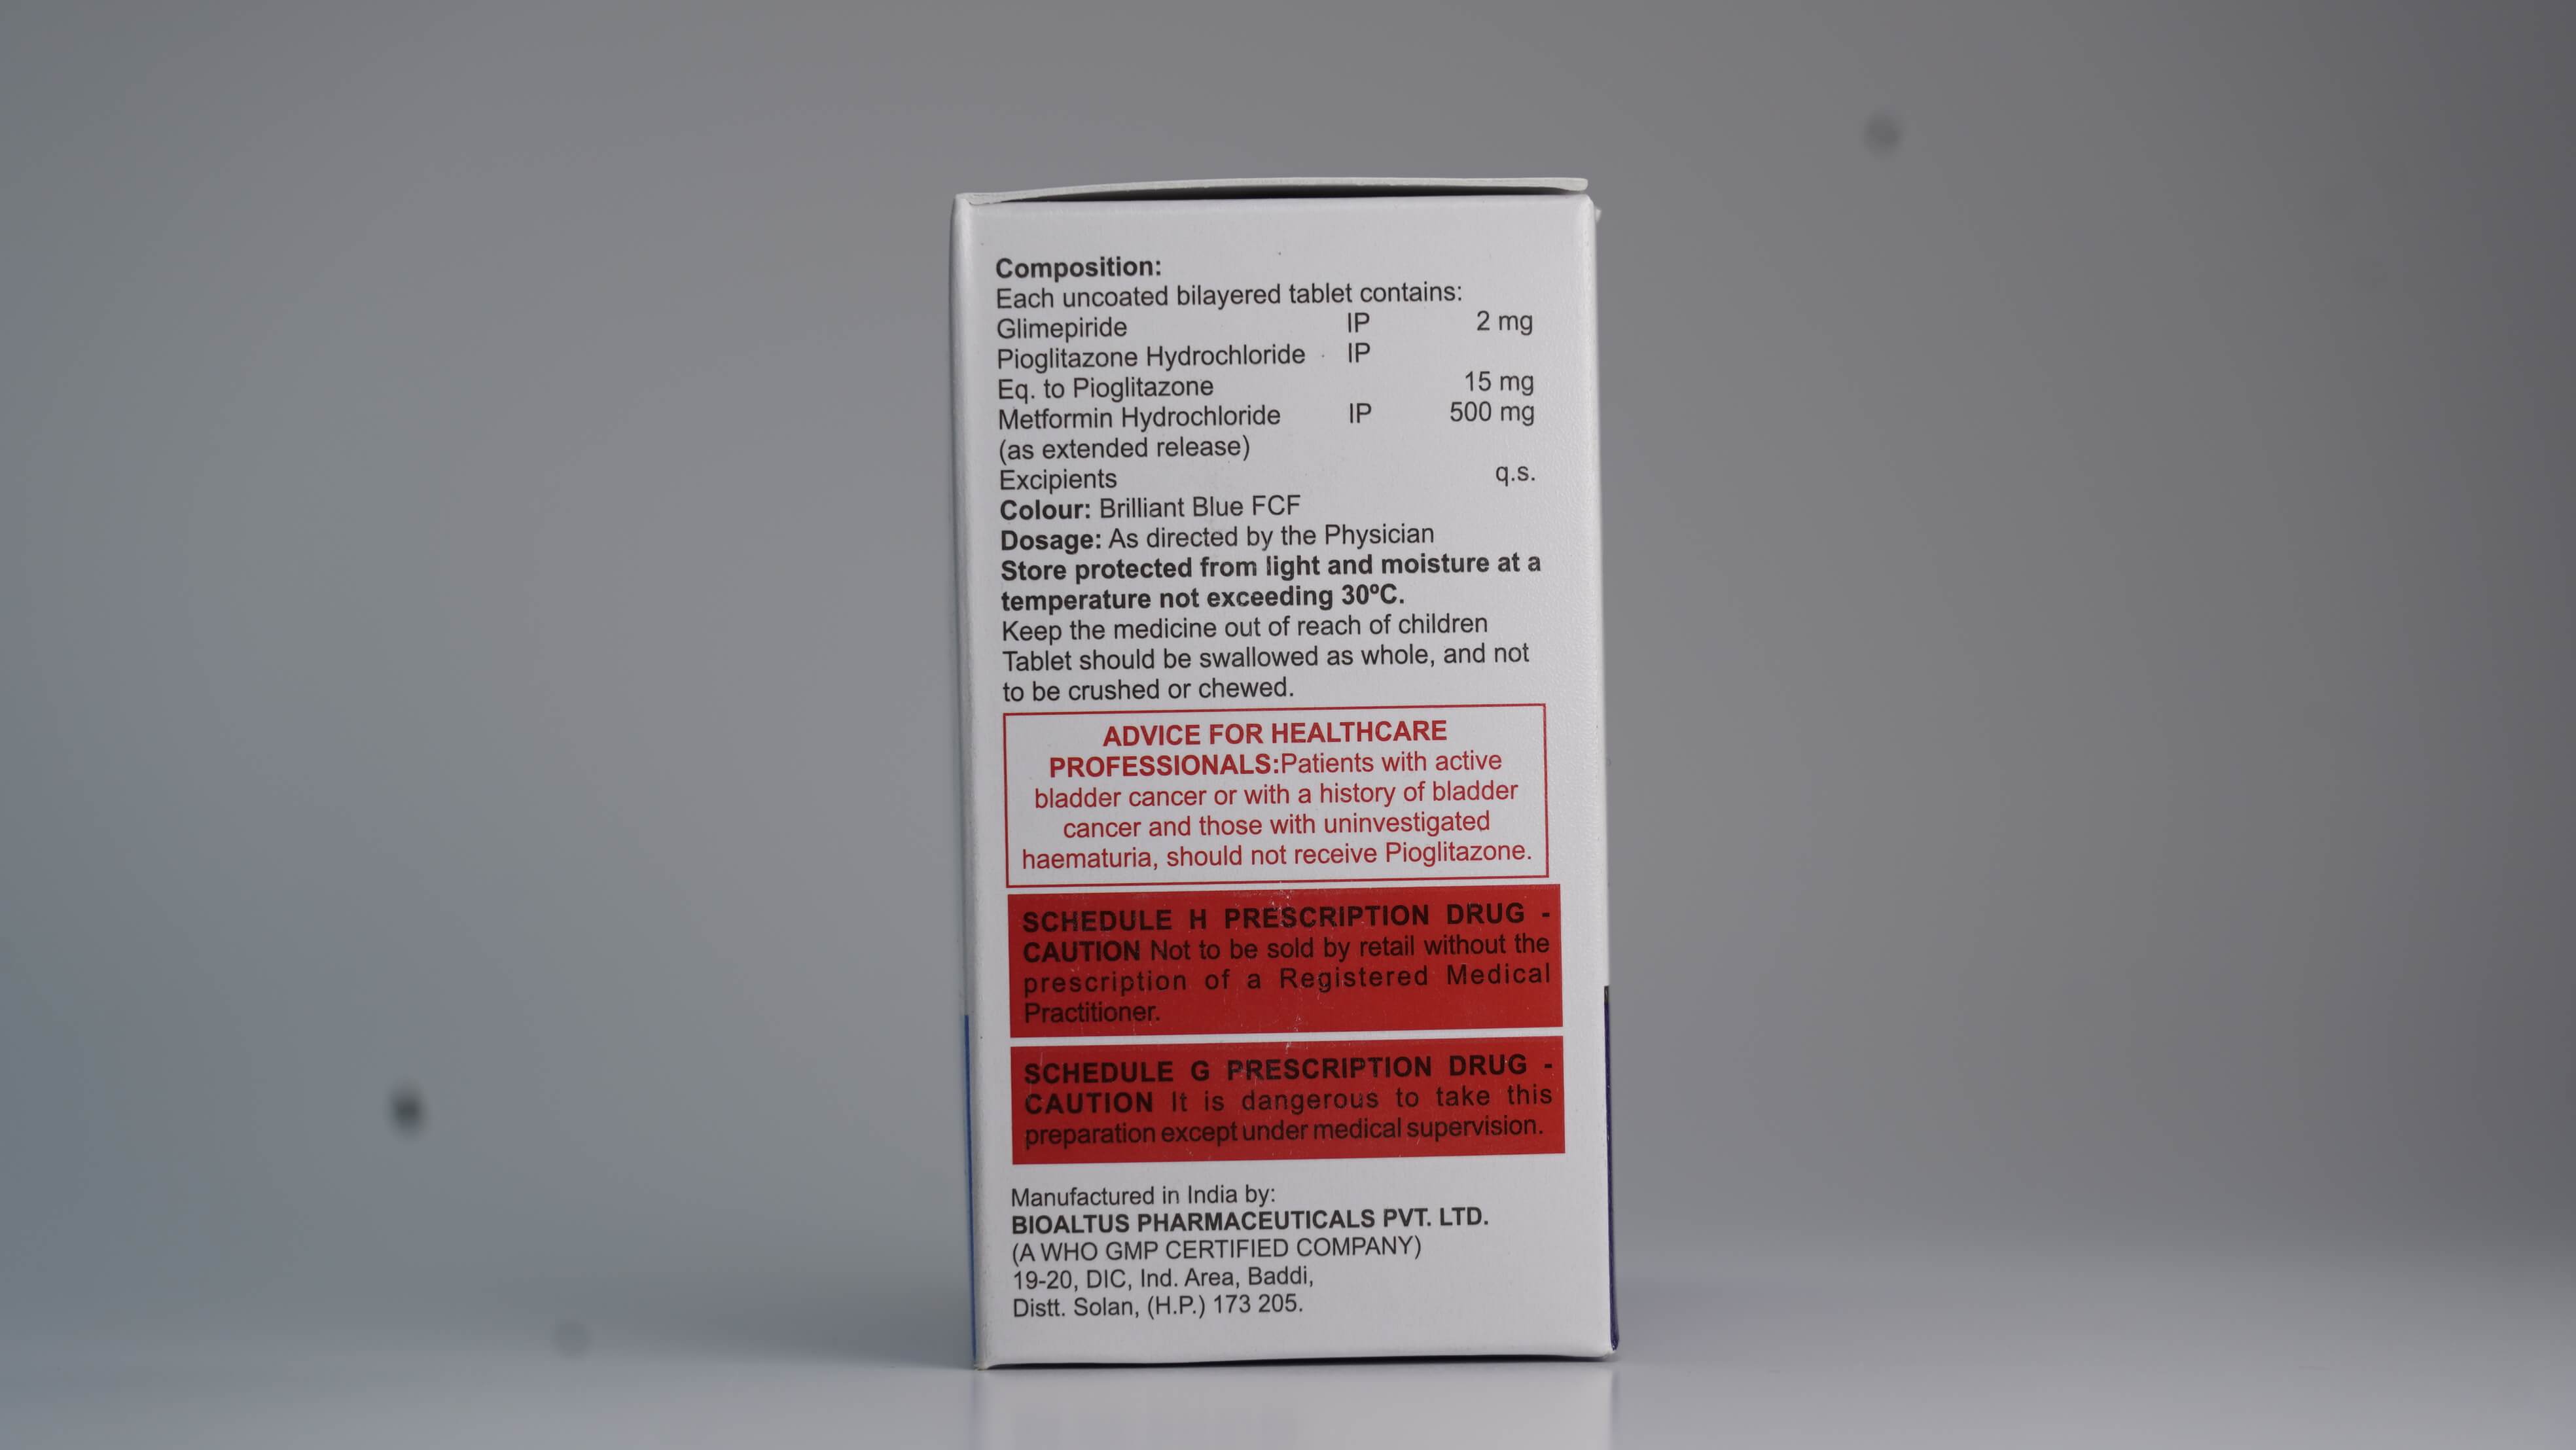 Composition:
Each uncoated bilayered tablet contains:
Glimepiride IP 2 mg
Pioglitazone Hydrochloride IP
Eq. to Pioglitazone 15 mg
Metformin Hydrochloride IP 500 mg
(as extended release)
Excipients q.s.
Colour: Brilliant Blue FCF
Dosage: As directed by the Physician
Store protected from light and moisture at a
temperature not exceeding 30ºC.
Keep the medicine out of reach of children
Tablet should be swallowed as whole, and not
to be crushed or chewed.
ADVICE FOR HEALTHCARE
PROFESSIONALS:Patients with active
bladder cancer or with a history of bladder
cancer and those with uninvestigated
haematuria, should not receive Pioglitazone.
SCHEDULE H PRESCRIPTION DRUG -
CAUTION Not to be sold by retail without the
prescription of a Registered Medical
Practitioner.
SCHEDULE G PRESCRIPTION DRUG -
CAUTION It is dangerous to take this
preparation except under medical supervision.
Manufactured in India by:
BIOALTUS PHARMACEUTICALS PVT. LTD.
(A WHO GMP CERTIFIED COMPANY)
19-20, DIC, Ind. Area, Baddi,
Distt. Solan, (H.P.) 173 205.